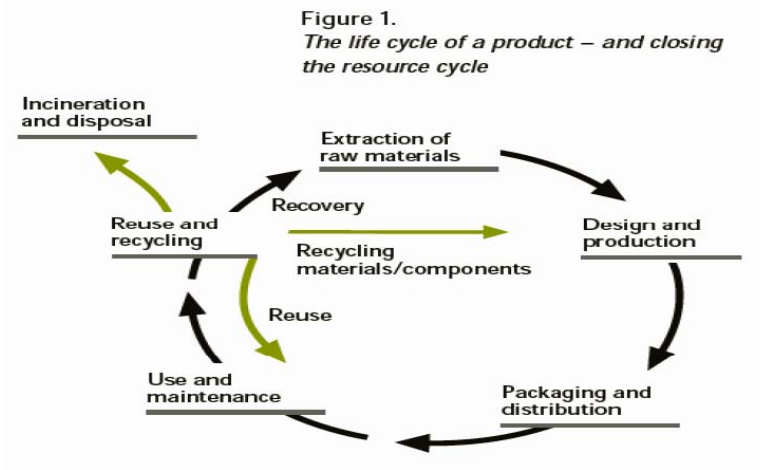 Figure 1.
The life cycle of a product – and closing
the resource cycle
Incineration
and disposal
Extraction of
raw materials
Recovery
Reuse and
recycling
Design and
production
Recycling
materials/components
Reuse
Use and
maintenance
Packaging and
distribution